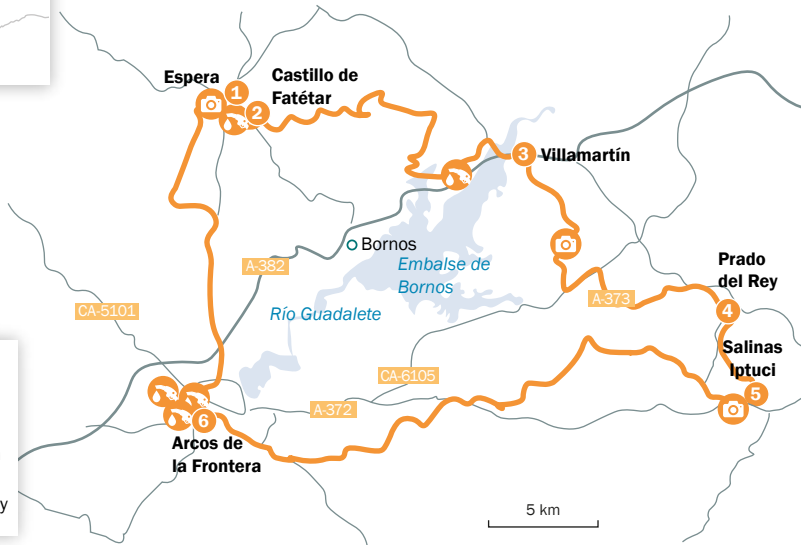 Espera
1
Castillo de
Fatétar
2
3
Villamartín
Bornos
A-382
Embalse de
Bornos
Río Guadalete
CA-5101
Prado
del Rey
A-373
4
Salinas
Iptuci
5
CA-6105
A-372
6
Arcos de
la Frontera
5 km
y